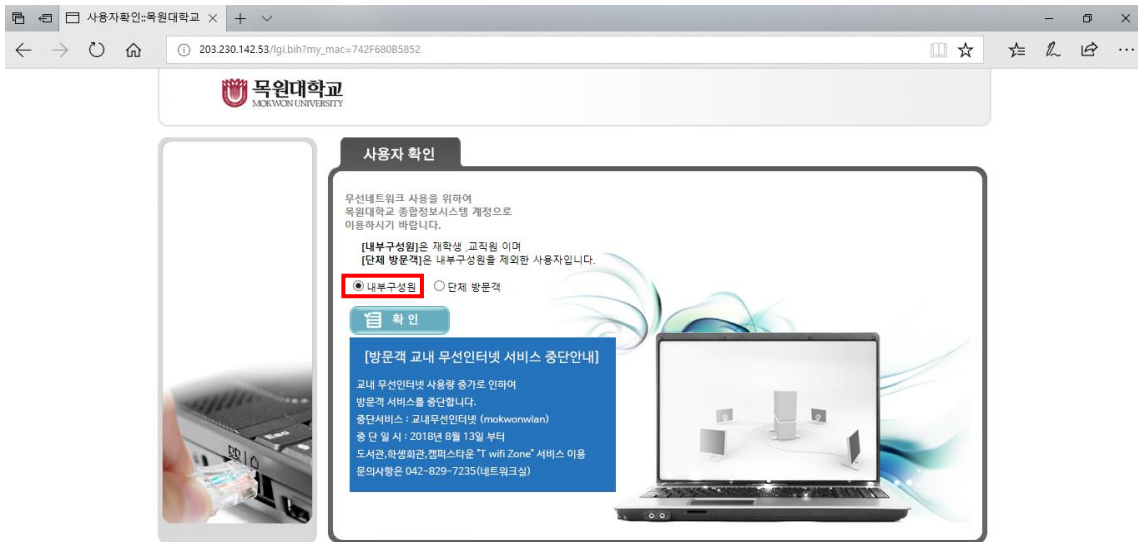 사용자확인::목원대학교
203.230.142.53/lgi.bih?my_mac=742F680B5852
목원대학교
MOKWON UNIVERSITY
사용자 확인
무선네트워크 사용을 위하여
목원대학교 종합정보시스템 계정으로
이용하시기 바랍니다.
[내부구성원]은 재학생 ,교직원 이며
[단체 방문객]은 내부구성원을 제외한 사용자입니다.
내부구성원 단체 방문객
확 인
[방문객 교내 무선인터넷 서비스 중단안내]
교내 무선인터넷 사용량 증가로 인하여
방문객 서비스를 중단합니다.
중단서비스 : 교내무선인터넷 (mokwonwlan)
중 단 일 시 : 2018년 8월 13일 부터
도서관,학생회관,캠퍼스타운 "T wifi Zone" 서비스 이용
문의사항은 042-829-7235(네트워크실)